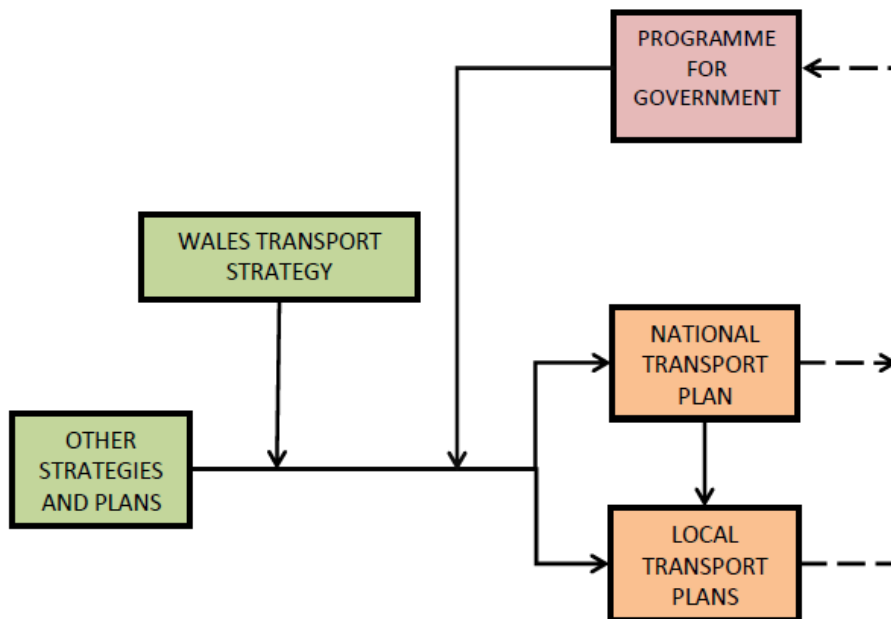 PROGRAMME
FOR
GOVERNMENT
WALES TRANSPORT
STRATEGY
NATIONAL
TRANSPORT
PLAN
OTHER
STRATEGIES
AND PLANS
LOCAL
TRANSPORT
PLANS